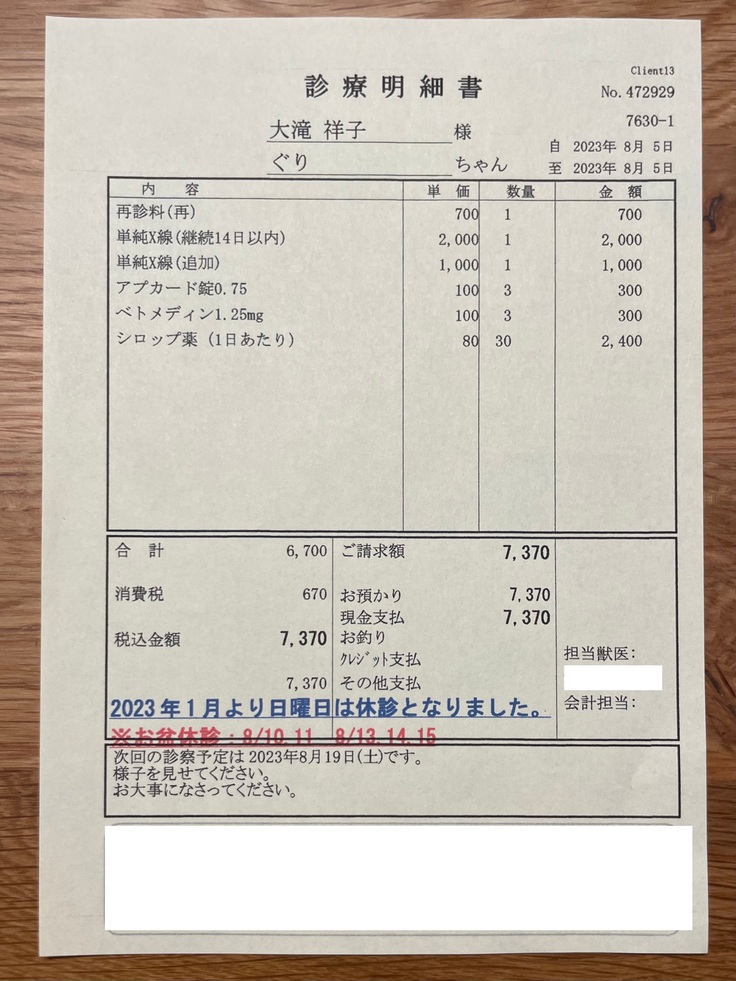 Client13
診療明細書
No.472929
7630-1
大滝 祥子 様
自 2023年 8月 5日
ぐり ちゃん
至 2023年 8月 5日
内 容 単 価 数量 金 額
再診料(再) 700 1 700
単純X線(継続14日以内) 2,000 1 2,000
単純X線(追加) 1,000 1 1,000
アプカード錠0.75 100 3 300
ベトメディン1.25mg 100 3 300
シロップ薬 (1日あたり) 80 30 2,400
合 計 6,700 ご請求額 7,370
消費税 670 お預かり 7,370
現金支払 7,370
税込金額 7,370 お釣り
ｸﾚｼﾞｯﾄ支払
担当獣医:
7,370 その他支払
会計担当:
2023年1月より日曜日は休診となりました。
※お盆休診：8/10.11 8/13.14.15
次回の診察予定は 2023年8月19日(土)です。
様子を見せてください。
お大事になさってください。